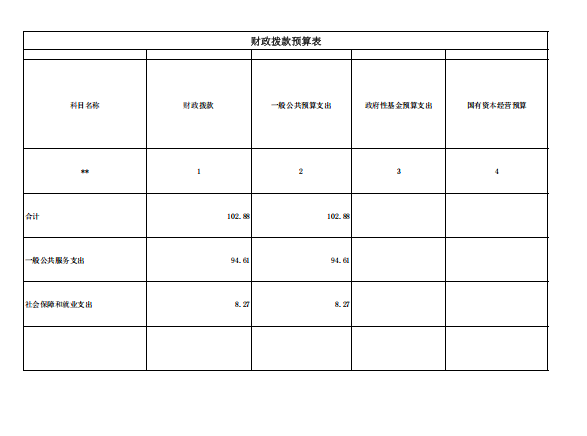 财政拨款预算表
科目名称 财政拨款 一般公共预算支出 政府性基金预算支出 国有资本经营预算
** 1 2 3 4
合计 102.88 102.88
一般公共服务支出 94.61 94.61
社会保障和就业支出 8.27 8.27